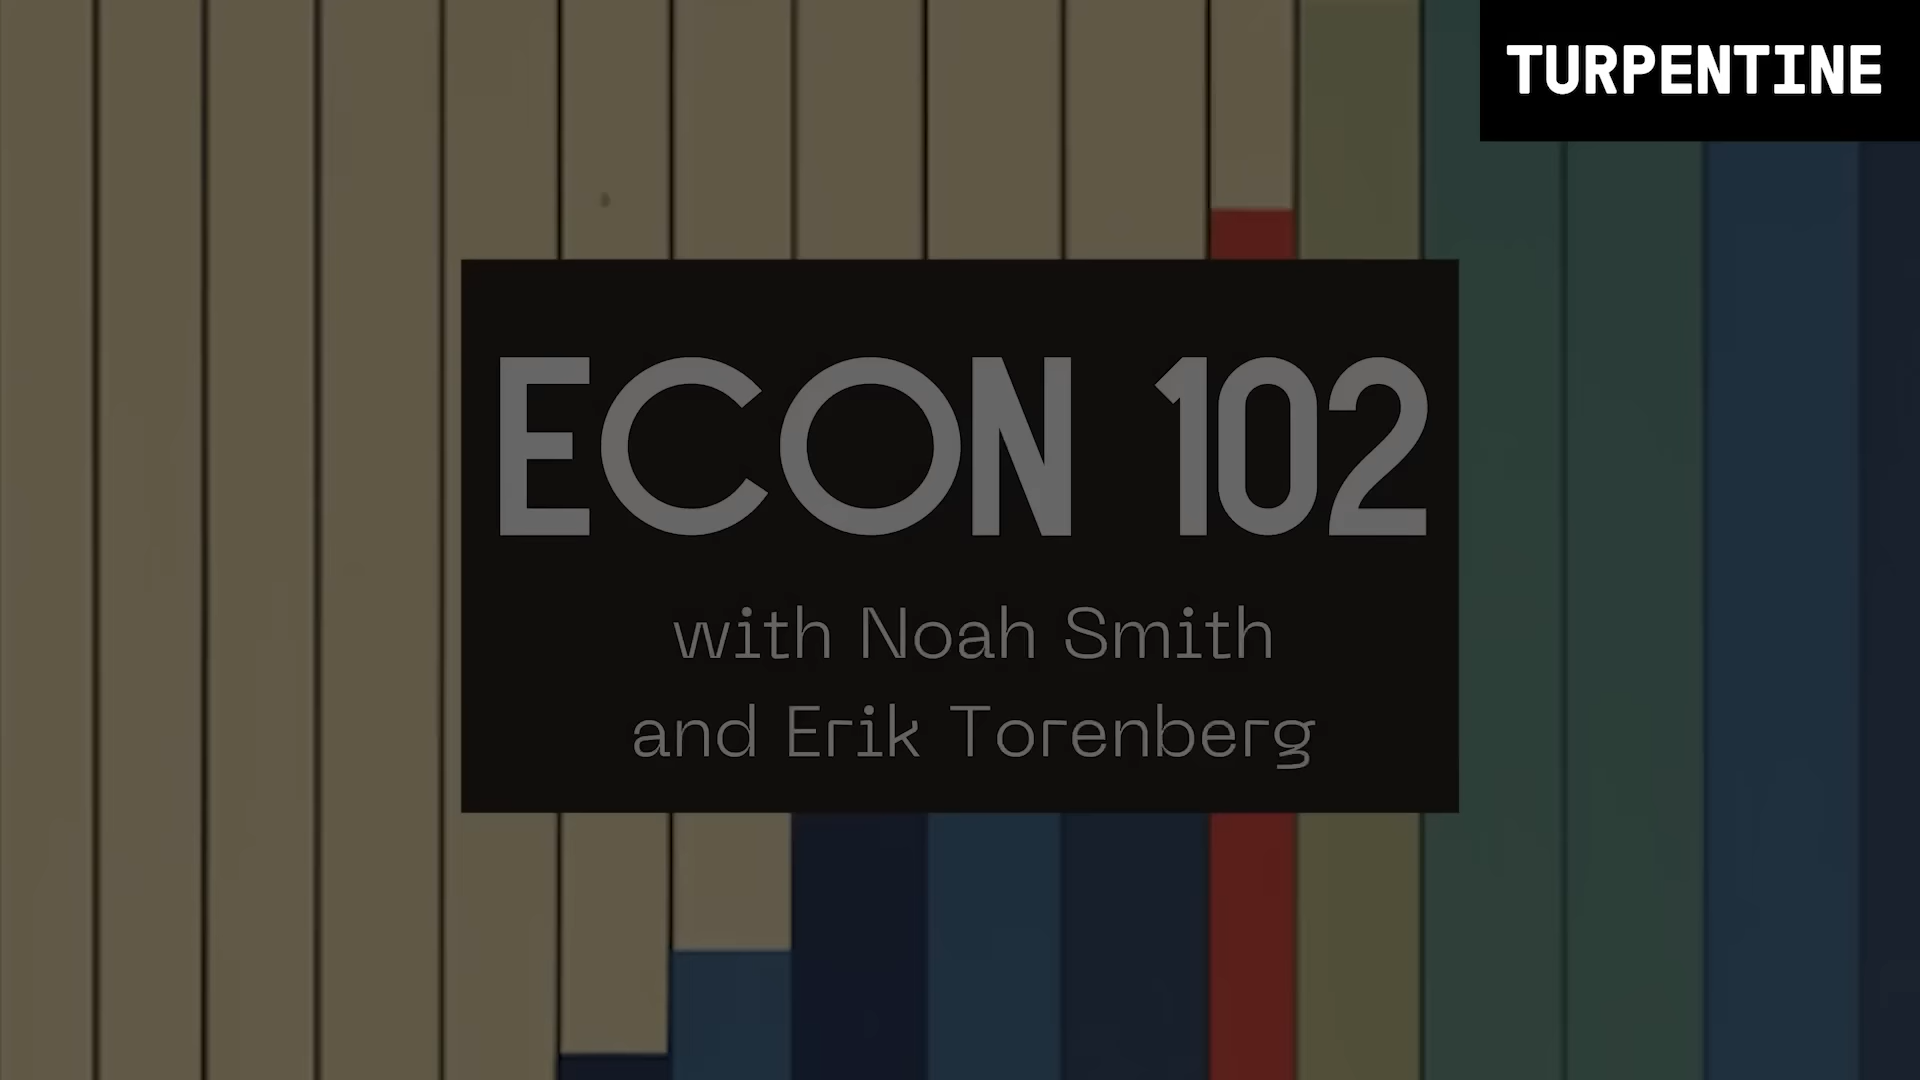 TURPENTINE
ECON 102
with Noah Smith
and Erik Torenberg